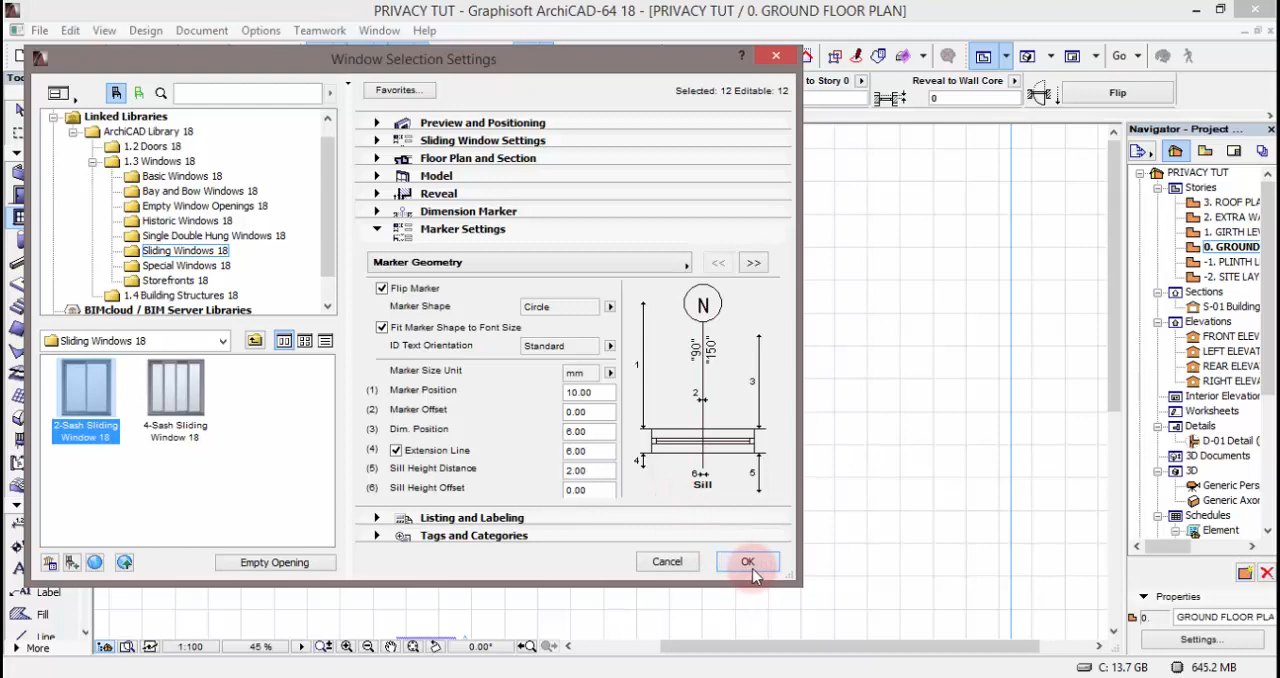 PRIVACY TUT - Graphisoft ArchiCAD-64 18 - [PRIVACY TUT / 0. GROUND FLOOR PLAN]
File Edit View Design Document Options Teamwork Window Help
Window Selection Settings
?
Go
to Story 0
Reveal to Wall Core
0
Flip
Favorites...
Selected: 12 Editable: 12
Linked Libraries
ArchiCAD Library 18
1.2 Doors 18
1.3 Windows 18
Basic Windows 18
Bay and Bow Windows 18
Empty Window Openings 18
Historic Windows 18
Single Double Hung Windows 18
Sliding Windows 18
Special Windows 18
Storefronts 18
1.4 Building Structures 18
BIMcloud / BIM Server Libraries
Sliding Windows 18
2-Sash Sliding
Window 18
4-Sash Sliding
Window 18
Empty Opening
Preview and Positioning
Sliding Window Settings
Floor Plan and Section
Model
Reveal
Dimension Marker
Marker Settings
Marker Geometry
<< >>
Flip Marker
Marker Shape Circle
Fit Marker Shape to Font Size
ID Text Orientation Standard
Marker Size Unit mm
(1) Marker Position 10.00
(2) Marker Offset 0.00
(3) Dim. Position 6.00
(4) Extension Line 6.00
(5) Sill Height Distance 2.00
(6) Sill Height Offset 0.00
N
"90"
"150"
1
2
3
4
5
6
Sill
Listing and Labeling
Tags and Categories
Cancel OK
Navigator - Project ...
PRIVACY TUT
Stories
3. ROOF PLA
2. EXTRA WA
1. GIRTH LEV
0. GROUND
-1. PLINTH L
-2. SITE LAY
Sections
S-01 Building
Elevations
FRONT ELEV
LEFT ELEVAT
REAR ELEVA
RIGHT ELEV
Interior Elevation
Worksheets
Details
D-01 Detail (
3D Documents
3D
Generic Pers
Generic Axon
Schedules
Element
Properties
0. GROUND FLOOR PLA
Settings...
Label
Fill
Line
More
1:100
45 %
0.00°
C: 13.7 GB
645.2 MB